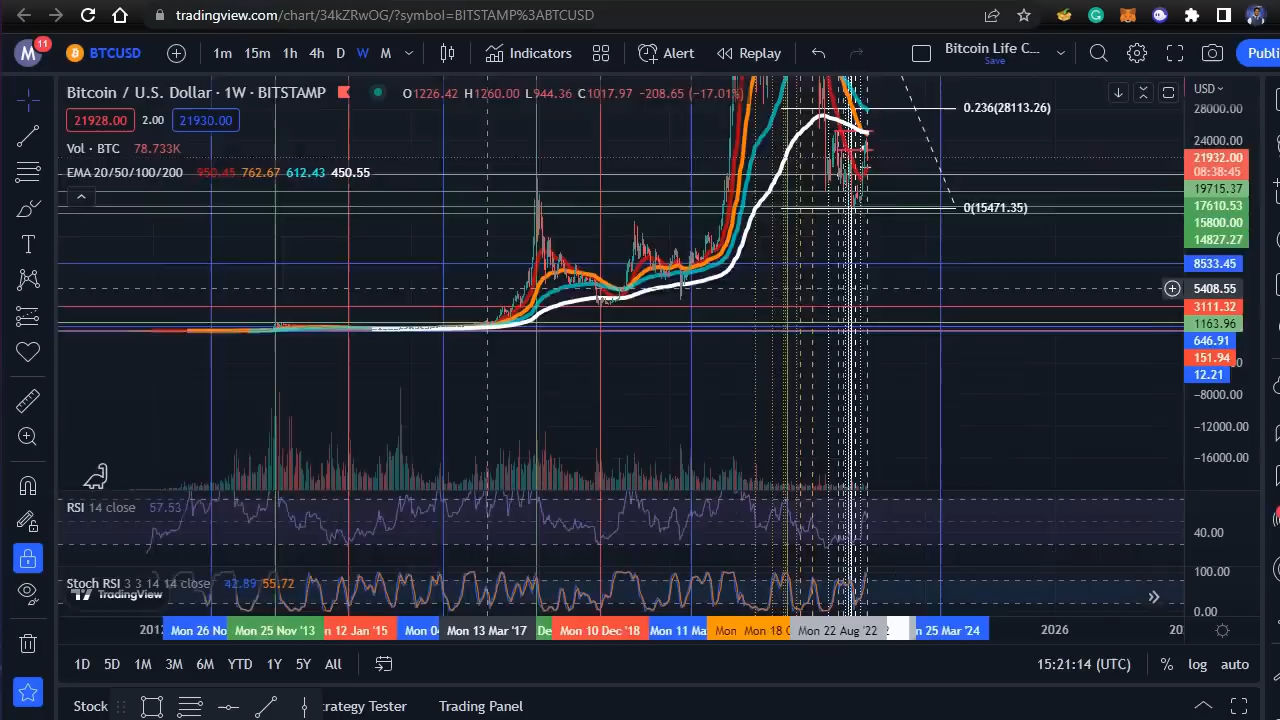 tradingview.com/chart/34kZRwOG/?symbol=BITSTAMP%3ABTCUSD
M 11 BTCUSD 1m 15m 1h 4h D W M Indicators Alert Replay Bitcoin Life C... Save Publi
Bitcoin / U.S. Dollar · 1W · BITSTAMP O1226.42 H1260.00 L944.36 C1017.97 -208.65 (-17.01%) USD
21928.00 2.00 21930.00
Vol · BTC 78.733K
EMA 20/50/100/200 950.45 762.67 612.43 450.55
0.236(28113.26)
0(15471.35)
28000.00
24000.00
21932.00
08:38:45
19715.37
17610.53
15800.00
14827.27
8533.45
5408.55
3111.32
1163.96
646.91
151.94
12.21
−8000.00
−12000.00
−16000.00
RSI 14 close 57.53
40.00
Stoch RSI 3 3 14 14 close 42.89 55.72
100.00
TradingView
0.00
Mon 26 No Mon 25 Nov '13 n 12 Jan '15 Mon 04 Mon 13 Mar '17 De Mon 10 Dec '18 Mon 11 Ma Mon Mon 18 Mon 22 Aug '22 n 25 Mar '24 2026
1D 5D 1M 3M 6M YTD 1Y 5Y All 15:21:14 (UTC) % log auto
Stock trategy Tester Trading Panel